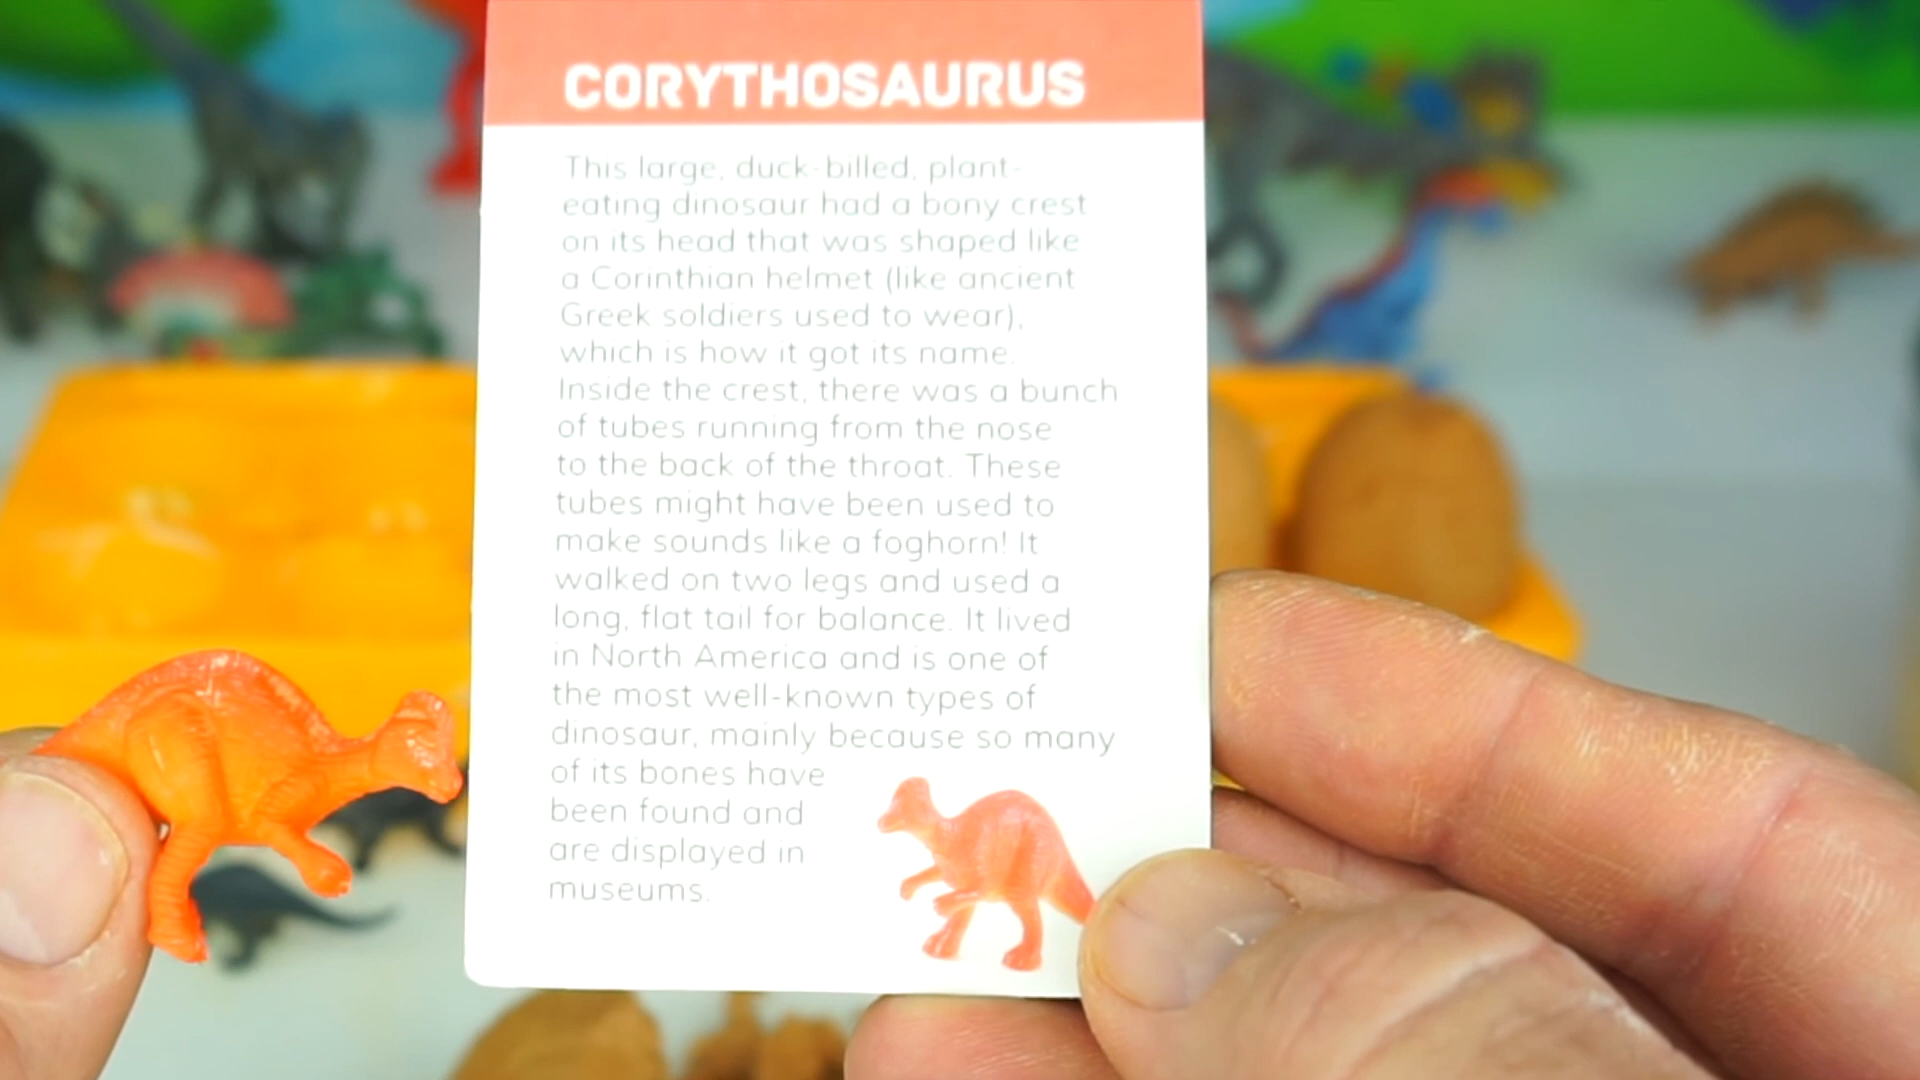 CORYTHOSAURUS
This large, duck-billed, plant-
eating dinosaur had a bony crest
on its head that was shaped like
a Corinthian helmet (like ancient
Greek soldiers used to wear),
which is how it got its name.
Inside the crest, there was a bunch
of tubes running from the nose
to the back of the throat. These
tubes might have been used to
make sounds like a foghorn! It
walked on two legs and used a
long, flat tail for balance. It lived
in North America and is one of
the most well-known types of
dinosaur, mainly because so many
of its bones have
been found and
are displayed in
museums.